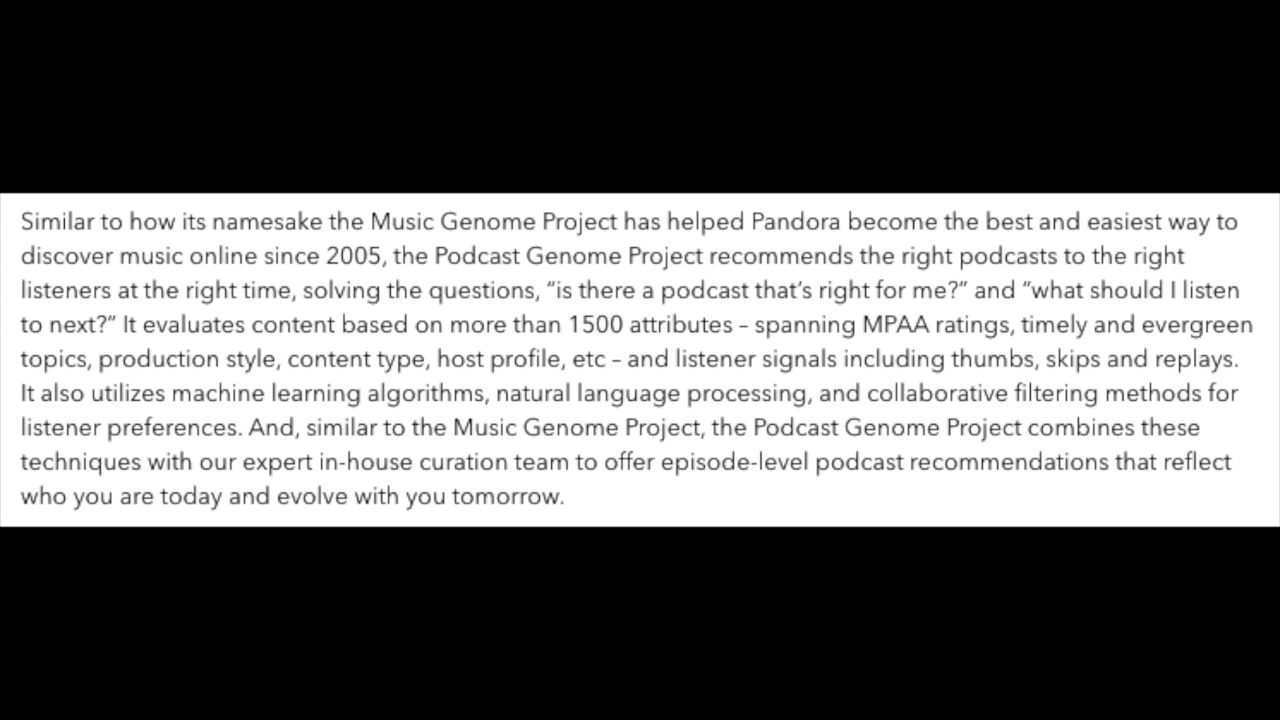 Similar to how its namesake the Music Genome Project has helped Pandora become the best and easiest way to
discover music online since 2005, the Podcast Genome Project recommends the right podcasts to the right
listeners at the right time, solving the questions, “is there a podcast that’s right for me?” and “what should I listen
to next?” It evaluates content based on more than 1500 attributes – spanning MPAA ratings, timely and evergreen
topics, production style, content type, host profile, etc – and listener signals including thumbs, skips and replays.
It also utilizes machine learning algorithms, natural language processing, and collaborative filtering methods for
listener preferences. And, similar to the Music Genome Project, the Podcast Genome Project combines these
techniques with our expert in-house curation team to offer episode-level podcast recommendations that reflect
who you are today and evolve with you tomorrow.